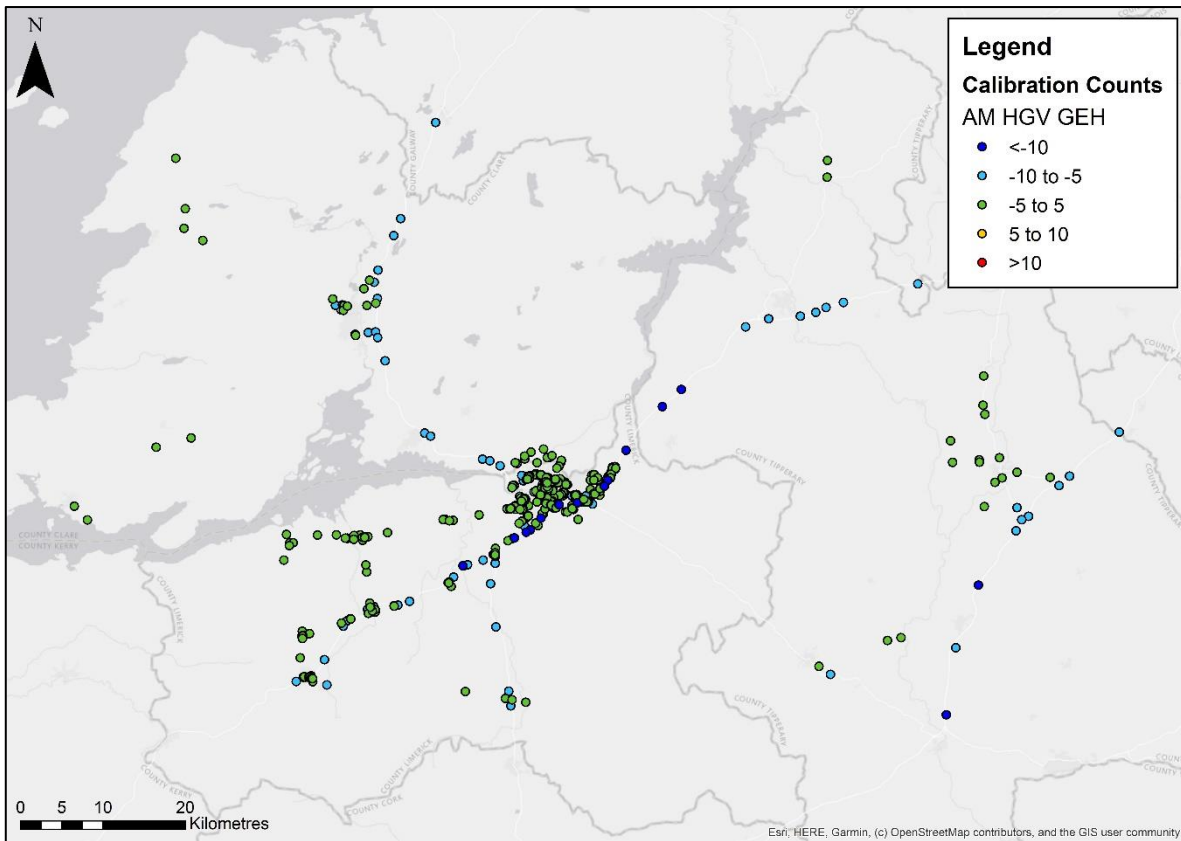 N
Legend
Calibration Counts
AM HGV GEH
<-10
-10 to -5
-5 to 5
5 to 10
>10
COUNTY GALWAY
COUNTY CLARE
COUNTY TIPPERARY
COUNTY TIPPERARY
COUNTY LIMERICK
COUNTY TIPPERARY
COUNTY TIPPERARY
COUNTY CLARE
COUNTY KERRY
COUNTY LIMERICK
COUNTY TIPPERARY
COUNTY TIPPERARY
COUNTY LIMERICK
COUNTY CORK
COUNTY KERRY
0 5 10 20
Kilometres
Esri, HERE, Garmin, (c) OpenStreetMap contributors, and the GIS user community